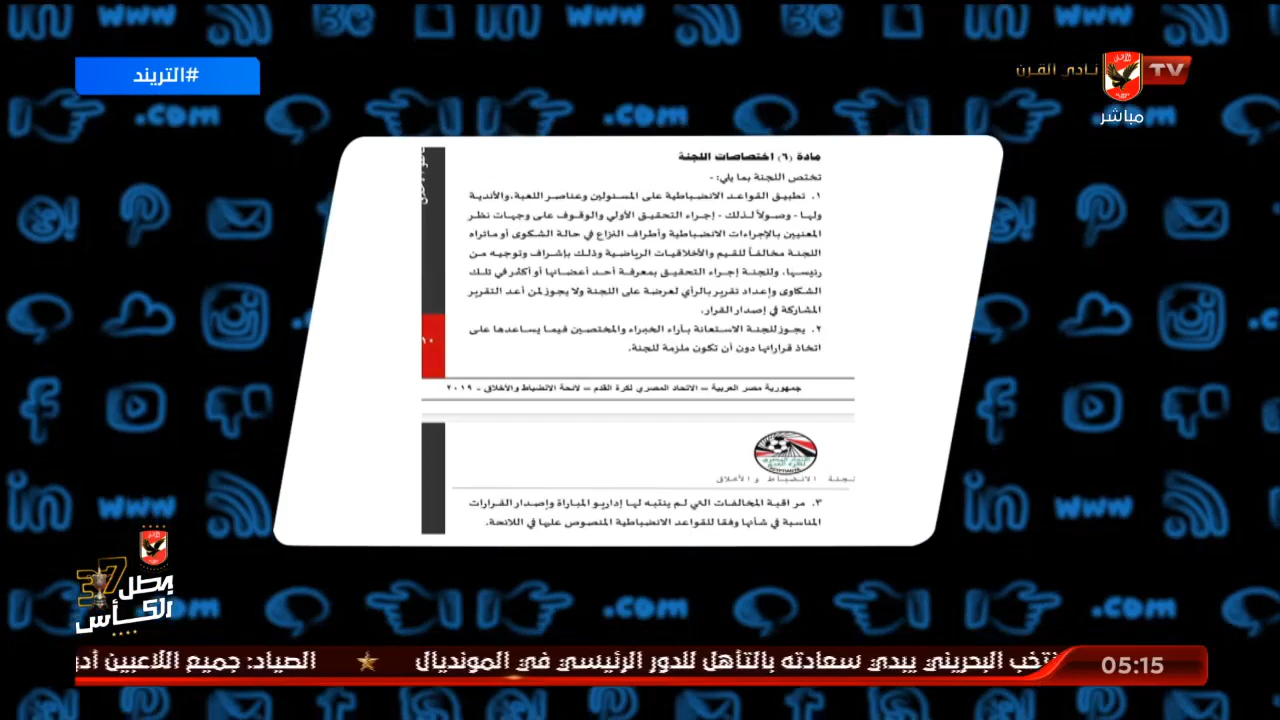 #التريند
نادي القرن
TV
مباشر
مادة (٦) اختصاصات اللجنة
تختص اللجنة بما يلي: -
١. تطبيق القواعد الانضباطية على المسئولين وعناصر اللعبة، والأندية
ولها - وصولاً لذلك - إجراء التحقيق الأولي والوقوف على وجهات نظر
المعنيين بالإجراءات الانضباطية وأطراف النزاع في حالة الشكوى أو ماتراه
اللجنة مخالفاً للقيم والأخلاقيات الرياضية وذلك بإشراف وتوجيه من
رئيسها، وللجنة إجراء التحقيق بمعرفة أحد أعضائها أو أكثر في تلك
الشكاوى وإعداد تقرير بالرأي لعرضة على اللجنة ولا يجوز لمن أعد التقرير
المشاركة في إصدار القرار.
٢. يجوز للجنة الاستعانة بآراء الخبراء والمختصين فيما يساعدها على
اتخاذ قراراتها دون أن تكون ملزمة للجنة.
جمهورية مصر العربية = الاتحاد المصري لكرة القدم = لائحة الانضباط والأخلاق - ٢٠١٩
لجنة الانضباط والأخلاق
٣. مراقبة المخالفات التي لم ينتبه لها إداريو المباراة وإصدار القرارات
المناسبة في شأنها وفقا للقواعد الانضباطية المنصوص عليها في اللائحة.
بطل
37
الكأس
نتخب البحريني يبدي سعادته بالتأهل للدور الرئيسي في المونديال
الصياد: جميع اللاعبين أد
05:15